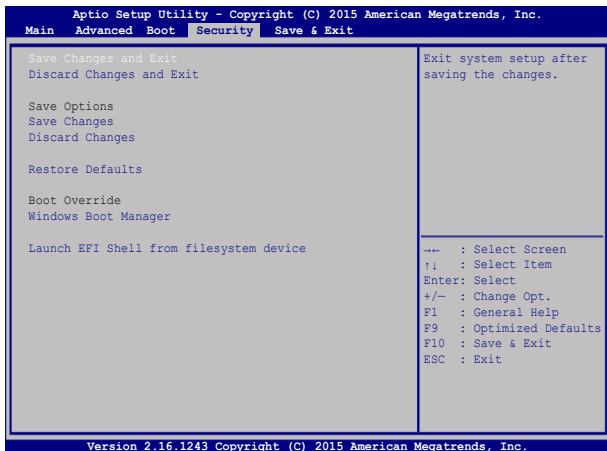 Aptio Setup Utility - Copyright (C) 2015 American Megatrends, Inc.
Main Advanced Boot Security Save & Exit
Save Changes and Exit
Discard Changes and Exit
Save Options
Save Changes
Discard Changes
Restore Defaults
Boot Override
Windows Boot Manager
Launch EFI Shell from filesystem device
Exit system setup after
saving the changes.
→← : Select Screen
↑↓ : Select Item
Enter: Select
+/— : Change Opt.
F1 : General Help
F9 : Optimized Defaults
F10 : Save & Exit
ESC : Exit
Version 2.16.1243 Copyright (C) 2015 American Megatrends, Inc.